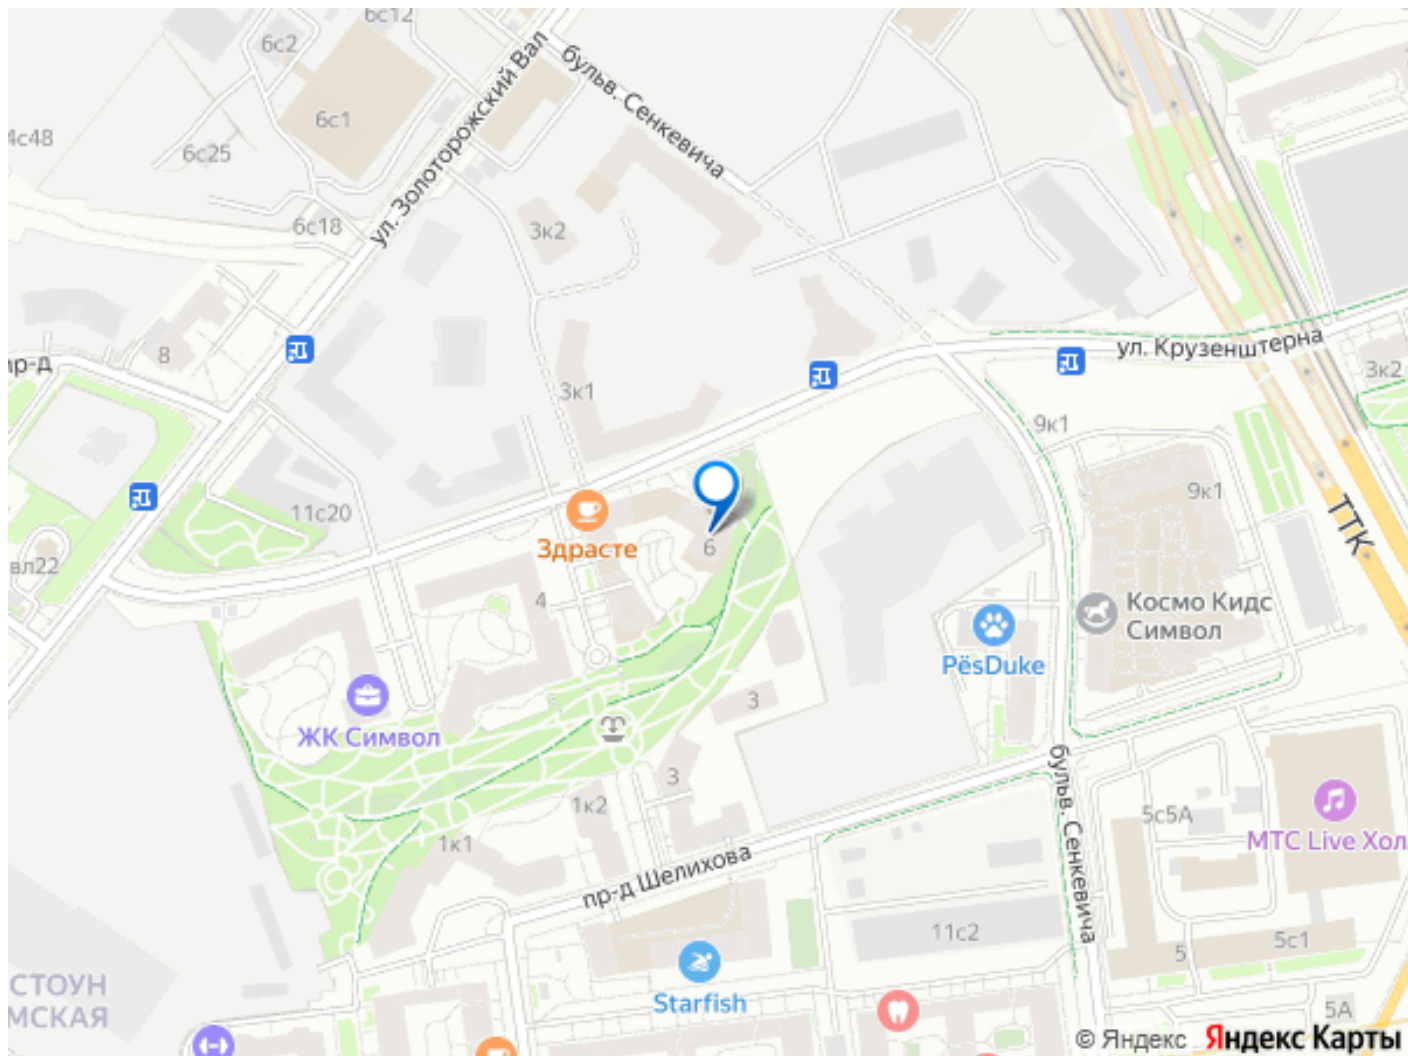 6с12
6с2
бульв. Сенкевича
ул. Золоторожский Вал
6с1
4с48
6с25
6с18
3к2
ул. Крузенштерна
8
пр-д
3к2
3к1
9к1
9к1
11с20
ТТК
Здрасте
6
вл22
4
Космо Кидс
Символ
PёsDuke
3
ЖК Символ
3
1к2
бульв. Сенкевича
5с5А
1к1
МТС Live Хол
пр-д Шелихова
11с2
5с1
5
СТОУН
МСКАЯ
Starfish
5А
© Яндекс Яндекс Карты